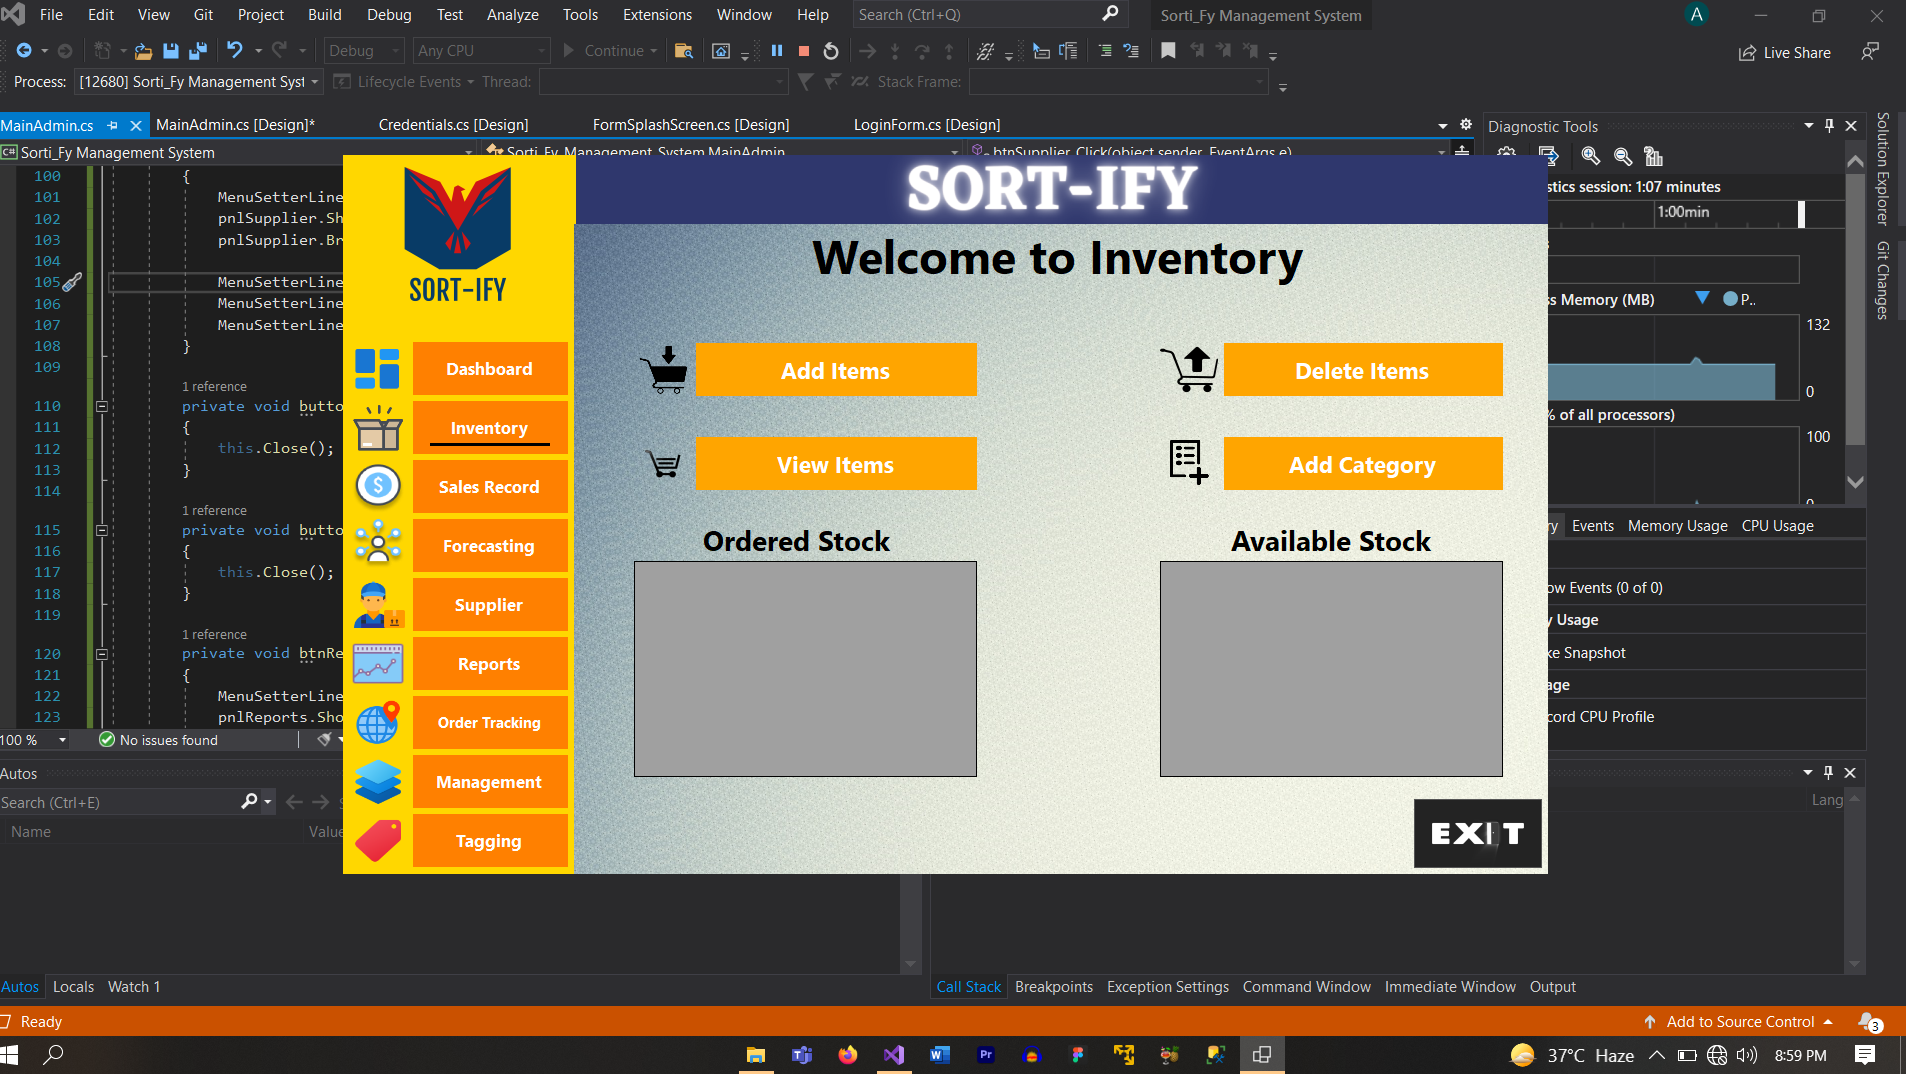 File Edit View Git Project Build Debug Test Analyze Tools Extensions Window Help Search (Ctrl+Q) Sorti_Fy Management System A
Debug Any CPU Continue Live Share
Process: [12680] Sorti_Fy Management Syst Lifecycle Events Thread: Stack Frame:
MainAdmin.cs MainAdmin.cs [Design]* Credentials.cs [Design] FormSplashScreen.cs [Design] LoginForm.cs [Design]
C# Sorti_Fy Management System Sorti_Fy_Management_System.MainAdmin btnSupplier_Click(object sender, EventArgs e)
100 {
101 MenuSetterLine
102 pnlSupplier.Sh
103 pnlSupplier.Br
104
105 MenuSetterLine
106 MenuSetterLine
107 MenuSetterLine
108 }
109
1 reference
110 private void butto
111 {
112 this.Close();
113 }
114
1 reference
115 private void butto
116 {
117 this.Close();
118 }
119
1 reference
120 private void btnRe
121 {
122 MenuSetterLine
123 pnlReports.Sho
100 % No issues found
SORT-IFY
Dashboard
Inventory
Sales Record
Forecasting
Supplier
Reports
Order Tracking
Management
Tagging
SORT-IFY
Welcome to Inventory
Add Items Delete Items
View Items Add Category
Ordered Stock Available Stock
EXIT
Diagnostic Tools
stics session: 1:07 minutes
1:00min
s
ss Memory (MB) P..
132
0
% of all processors)
100
0
ry Events Memory Usage CPU Usage
ow Events (0 of 0)
y Usage
ke Snapshot
age
cord CPU Profile
Solution Explorer
Git Changes
Autos
Search (Ctrl+E)
Name Value
Lang
Autos Locals Watch 1
Call Stack Breakpoints Exception Settings Command Window Immediate Window Output
Ready Add to Source Control 3
W Pr 37°C Haze 8:59 PM